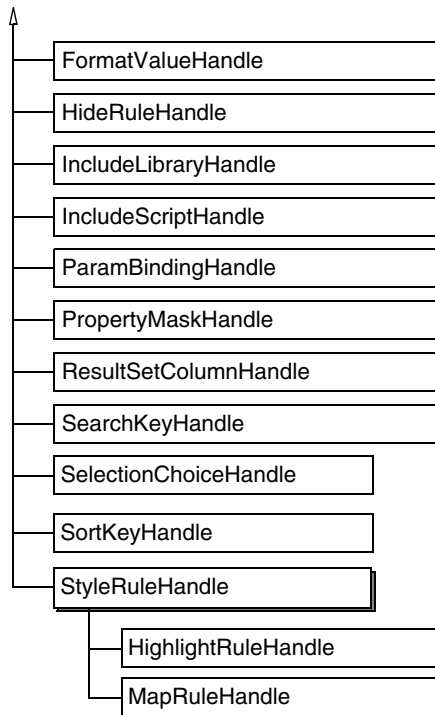 FormatValueHandle
HideRuleHandle
IncludeLibraryHandle
IncludeScriptHandle
ParamBindingHandle
PropertyMaskHandle
ResultSetColumnHandle
SearchKeyHandle
SelectionChoiceHandle
SortKeyHandle
StyleRuleHandle
HighlightRuleHandle
MapRuleHandle